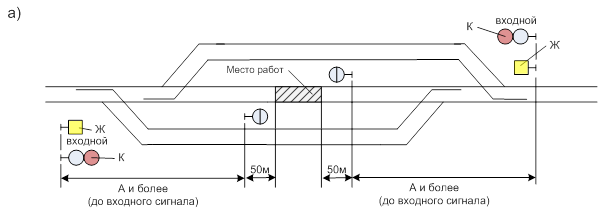 а)
К
входной
Ж
Место работ
Ж
входной
К
50м
50м
А и более
(до входного сигнала)
А и более
(до входного сигнала)